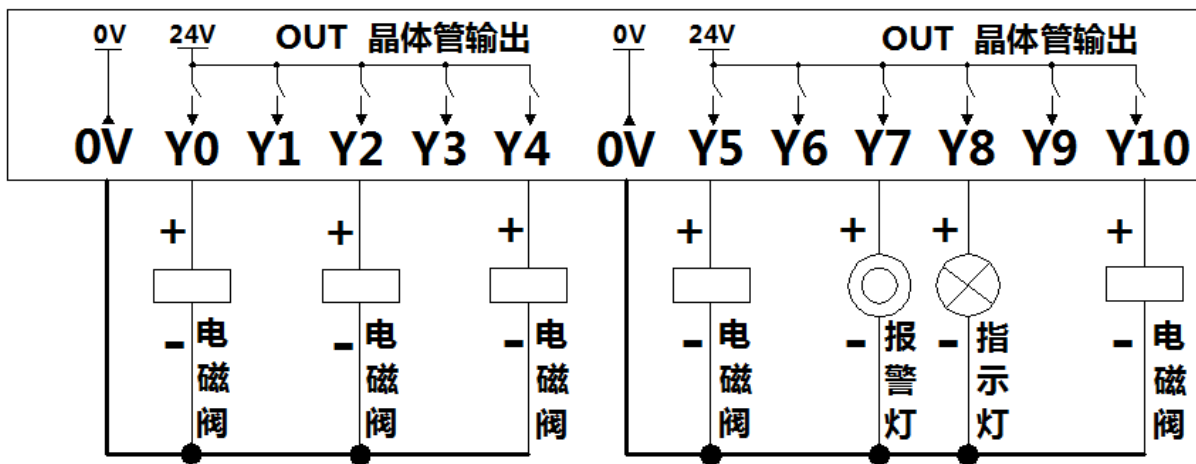 0V 24V OUT 晶体管输出 0V 24V OUT 晶体管输出
0V Y0 Y1 Y2 Y3 Y4 0V Y5 Y6 Y7 Y8 Y9 Y10
+ + + + + + +
- - - - - - -
电磁阀
电磁阀
电磁阀
电磁阀
报警灯
指示灯
电磁阀